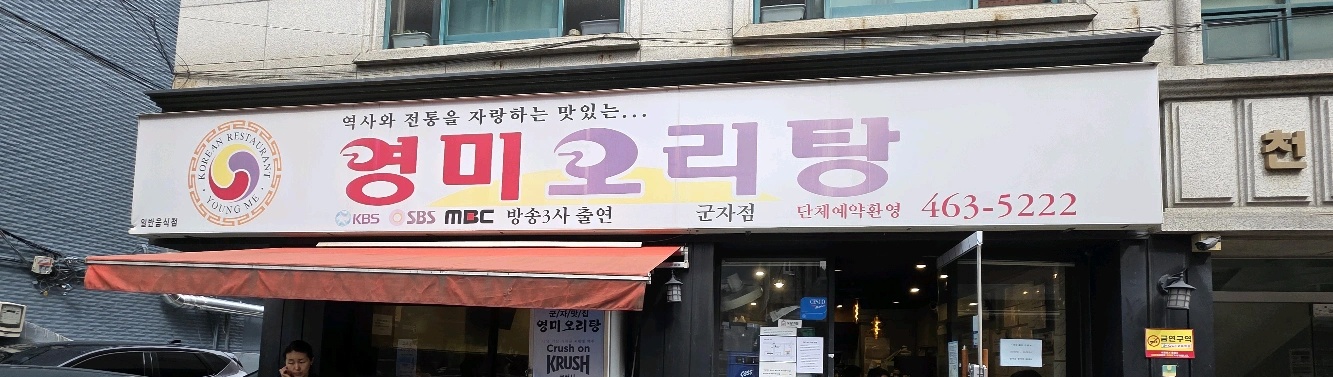 역사와 전통을 자랑하는 맛있는...
영미오리탕
KOREAN RESTAURANT
YOUNG ME
일반음식점
KBS SBS MBC 방송3사 출연
군자점
단체예약환영 463-5222
천
군/자/맛/집
영미오리탕
Crush on
KRUSH
금연구역